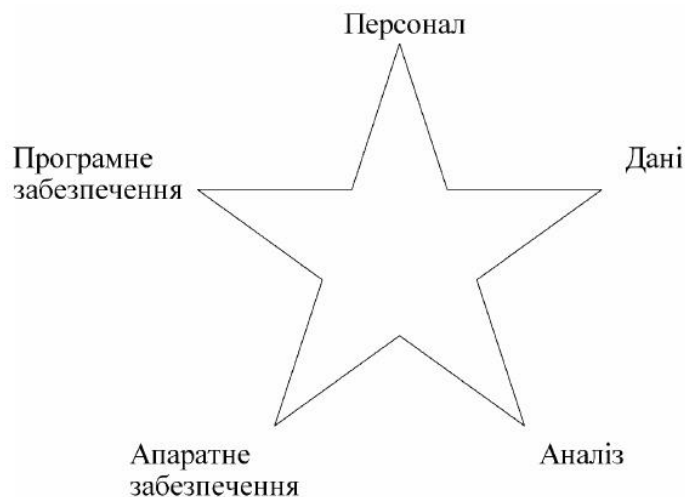 Персонал
Програмне
забезпечення
Дані
Апаратне
забезпечення
Аналіз